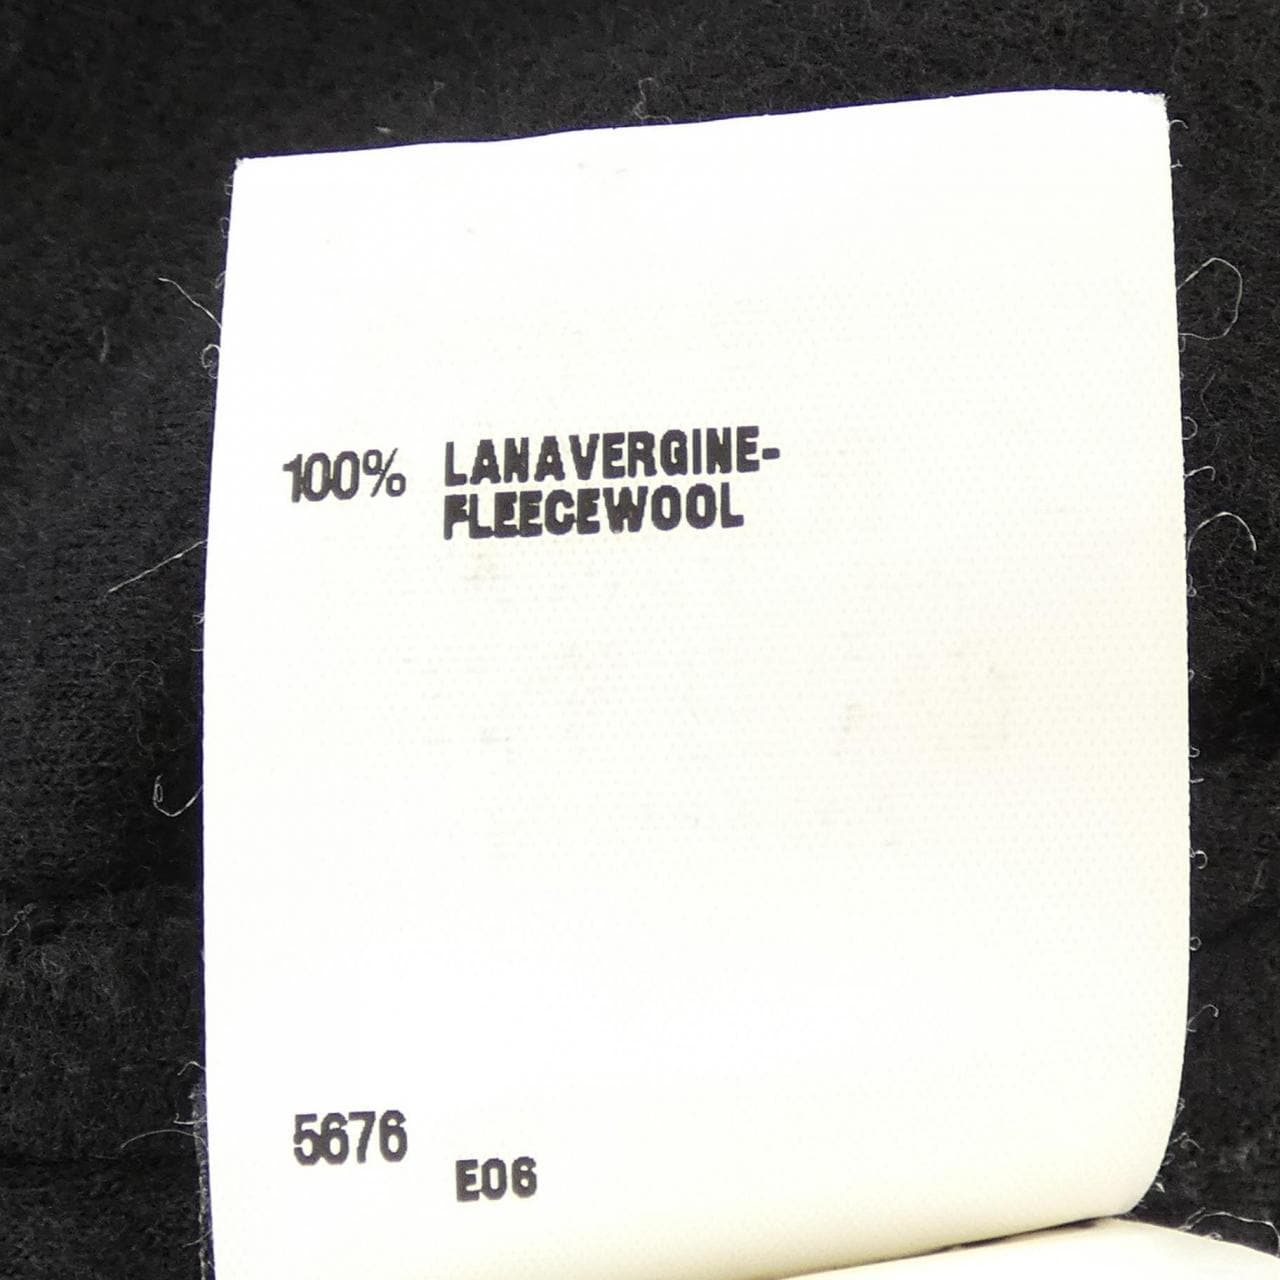 100% LANAVERGINE-
FLEECEWOOL
5676
E06